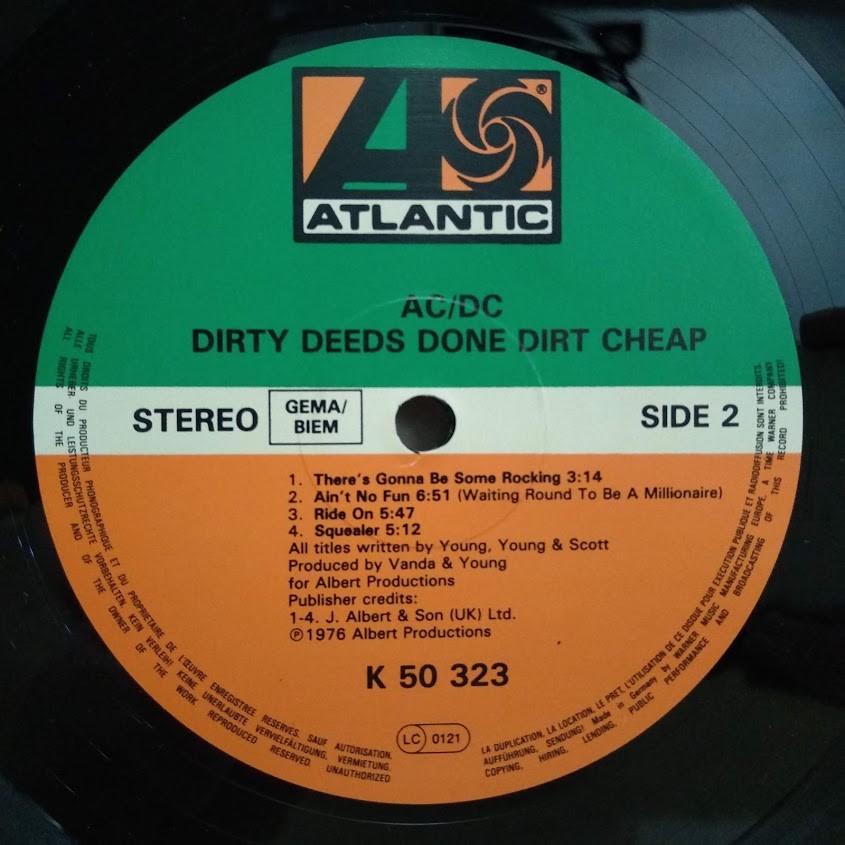 ®
ATLANTIC
AC/DC
DIRTY DEEDS DONE DIRT CHEAP
STEREO
GEMA/
BIEM
SIDE 2
1. There's Gonna Be Some Rocking 3:14
2. Ain't No Fun 6:51 (Waiting Round To Be A Millionaire)
3. Ride On 5:47
4. Squealer 5:12
All titles written by Young, Young & Scott
Produced by Vanda & Young
for Albert Productions
Publisher credits:
1-4. J. Albert & Son (UK) Ltd.
℗1976 Albert Productions
K 50 323
LC 0121
TOUS DROITS DU PRODUCTEUR PHONOGRAPHIQUE ET DU PROPRIETAIRE DE L'ŒUVRE ENREGISTREE RESERVES. SAUF AUTORISATION,
LA DUPLICATION, LA LOCATION, LE PRET, L'UTILISATION DE CE DISQUE POUR EXECUTION PUBLIQUE ET RADIODIFFUSION SONT INTERDITS.
ALLE URHEBER UND LEISTUNGSSCHUTZRECHTE VORBEHALTEN. KEIN VERLEIH! KEINE UNERLAUBTE VERVIELFÄLTIGUNG, VERMIETUNG,
AUFFÜHRUNG, SENDUNG! Made in Germany by WARNER MUSIC MANUFACTURING EUROPE. A TIME WARNER COMPANY
ALL RIGHTS OF THE PRODUCER AND OF THE OWNER OF THE WORK REPRODUCED RESERVED. UNAUTHORIZED
COPYING, HIRING, LENDING, PUBLIC PERFORMANCE AND BROADCASTING OF THIS RECORD PROHIBITED!